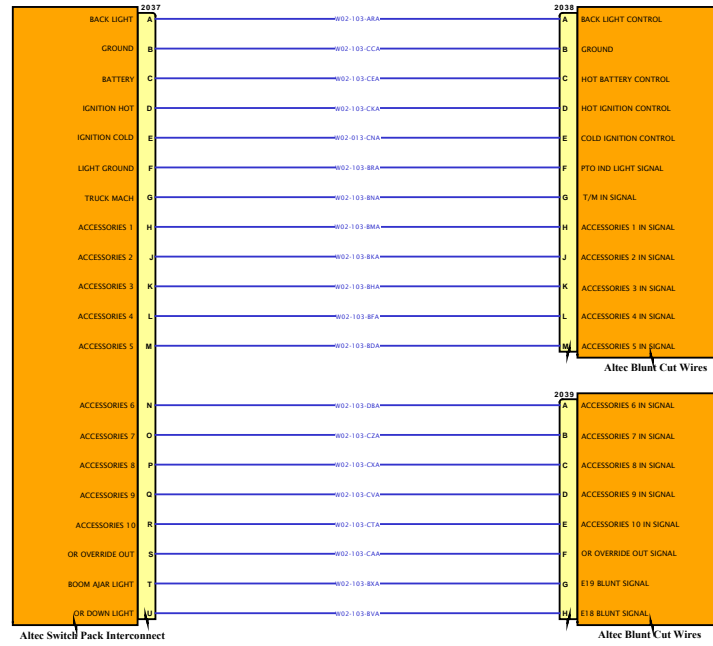 2037 2038
BACK LIGHT A W02-103-ARA A BACK LIGHT CONTROL
GROUND B W02-103-CCA B GROUND
BATTERY C W02-103-CEA C HOT BATTERY CONTROL
IGNITION HOT D W02-103-CKA D HOT IGNITION CONTROL
IGNITION COLD E W02-013-CNA E COLD IGNITION CONTROL
LIGHT GROUND F W02-103-BRA F PTO IND LIGHT SIGNAL
TRUCK MACH G W02-103-BNA G T/M IN SIGNAL
ACCESSORIES 1 H W02-103-BMA H ACCESSORIES 1 IN SIGNAL
ACCESSORIES 2 J W02-103-BKA J ACCESSORIES 2 IN SIGNAL
ACCESSORIES 3 K W02-103-BHA K ACCESSORIES 3 IN SIGNAL
ACCESSORIES 4 L W02-103-BFA L ACCESSORIES 4 IN SIGNAL
ACCESSORIES 5 M W02-103-BDA M ACCESSORIES 5 IN SIGNAL
Altec Blunt Cut Wires
2039
ACCESSORIES 6 N W02-103-DBA A ACCESSORIES 6 IN SIGNAL
ACCESSORIES 7 O W02-103-CZA B ACCESSORIES 7 IN SIGNAL
ACCESSORIES 8 P W02-103-CXA C ACCESSORIES 8 IN SIGNAL
ACCESSORIES 9 Q W02-103-CVA D ACCESSORIES 9 IN SIGNAL
ACCESSORIES 10 R W02-103-CTA E ACCESSORIES 10 IN SIGNAL
OR OVERRIDE OUT S W02-103-CAA F OR OVERRIDE OUT SIGNAL
BOOM AJAR LIGHT T W02-103-BXA G E19 BLUNT SIGNAL
OR DOWN LIGHT U W02-103-BVA H E18 BLUNT SIGNAL
Altec Switch Pack Interconnect Altec Blunt Cut Wires